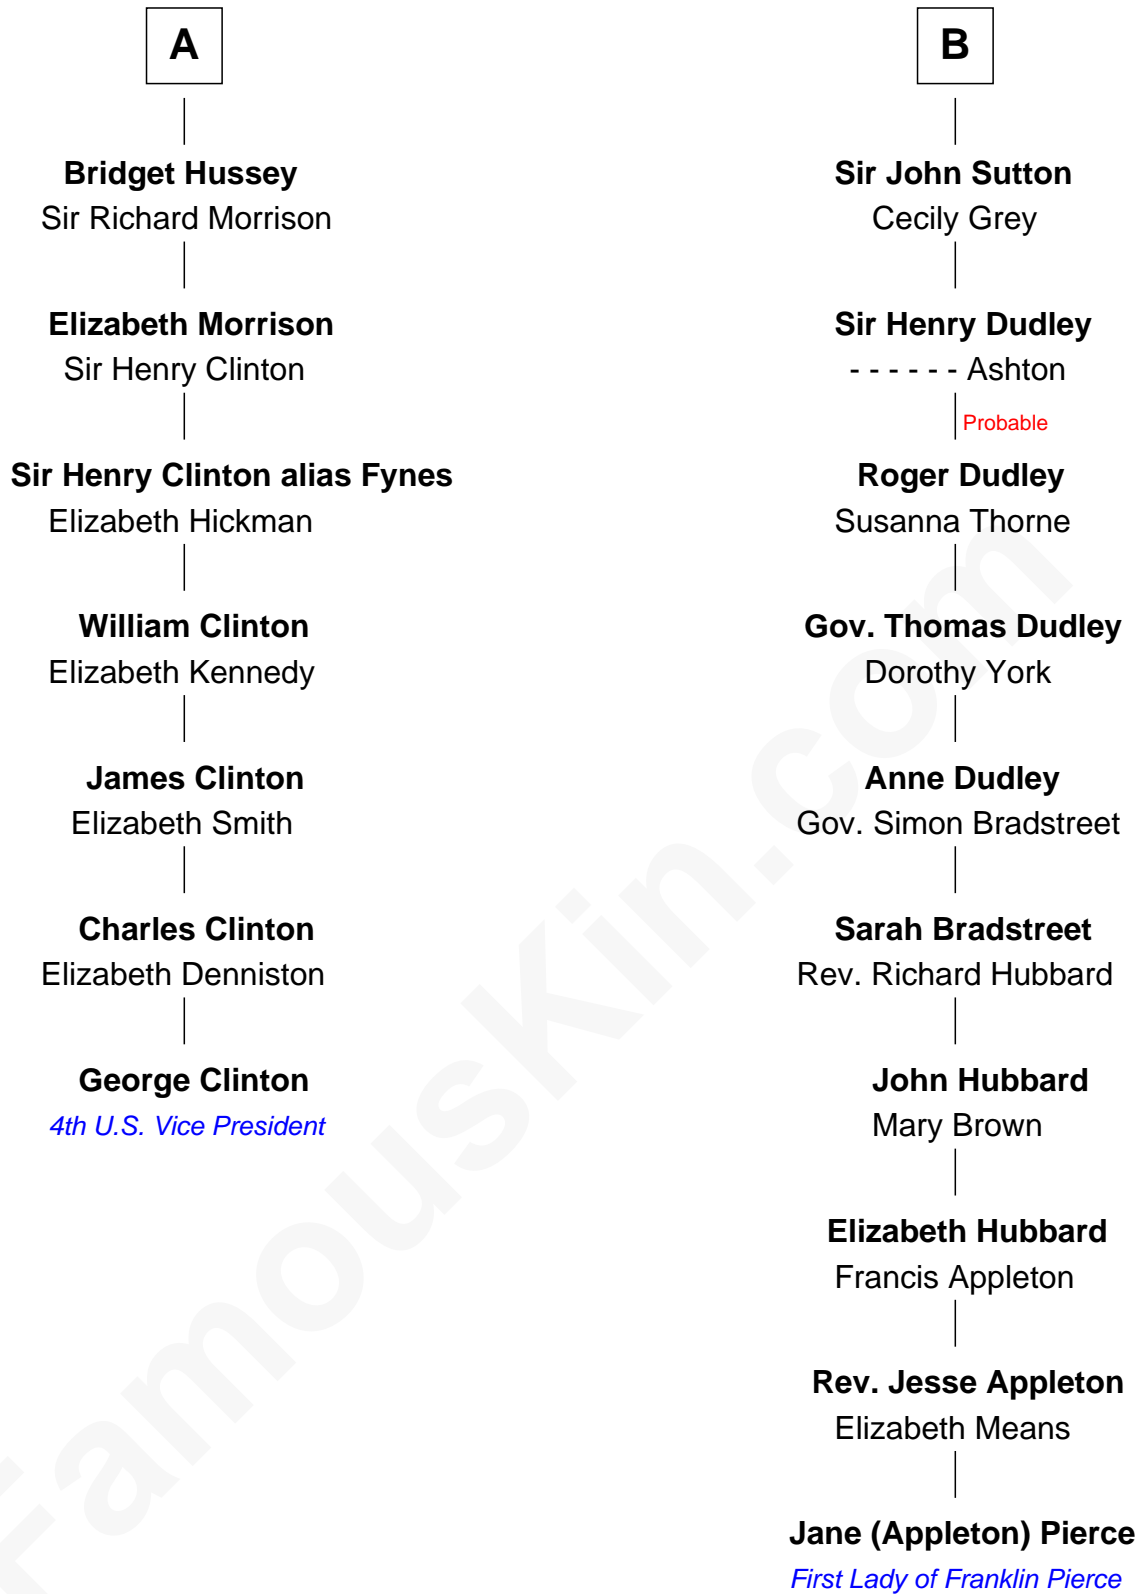 A
Bridget Hussey
Sir Richard Morrison
Elizabeth Morrison
Sir Henry Clinton
Sir Henry Clinton alias Fynes
Elizabeth Hickman
William Clinton
Elizabeth Kennedy
James Clinton
Elizabeth Smith
Charles Clinton
Elizabeth Denniston
George Clinton
4th U.S. Vice President
B
Sir John Sutton
Cecily Grey
Sir Henry Dudley
- - - - - - Ashton
Probable
Roger Dudley
Susanna Thorne
Gov. Thomas Dudley
Dorothy York
Anne Dudley
Gov. Simon Bradstreet
Sarah Bradstreet
Rev. Richard Hubbard
John Hubbard
Mary Brown
Elizabeth Hubbard
Francis Appleton
Rev. Jesse Appleton
Elizabeth Means
Jane (Appleton) Pierce
First Lady of Franklin Pierce
FamousKin.com